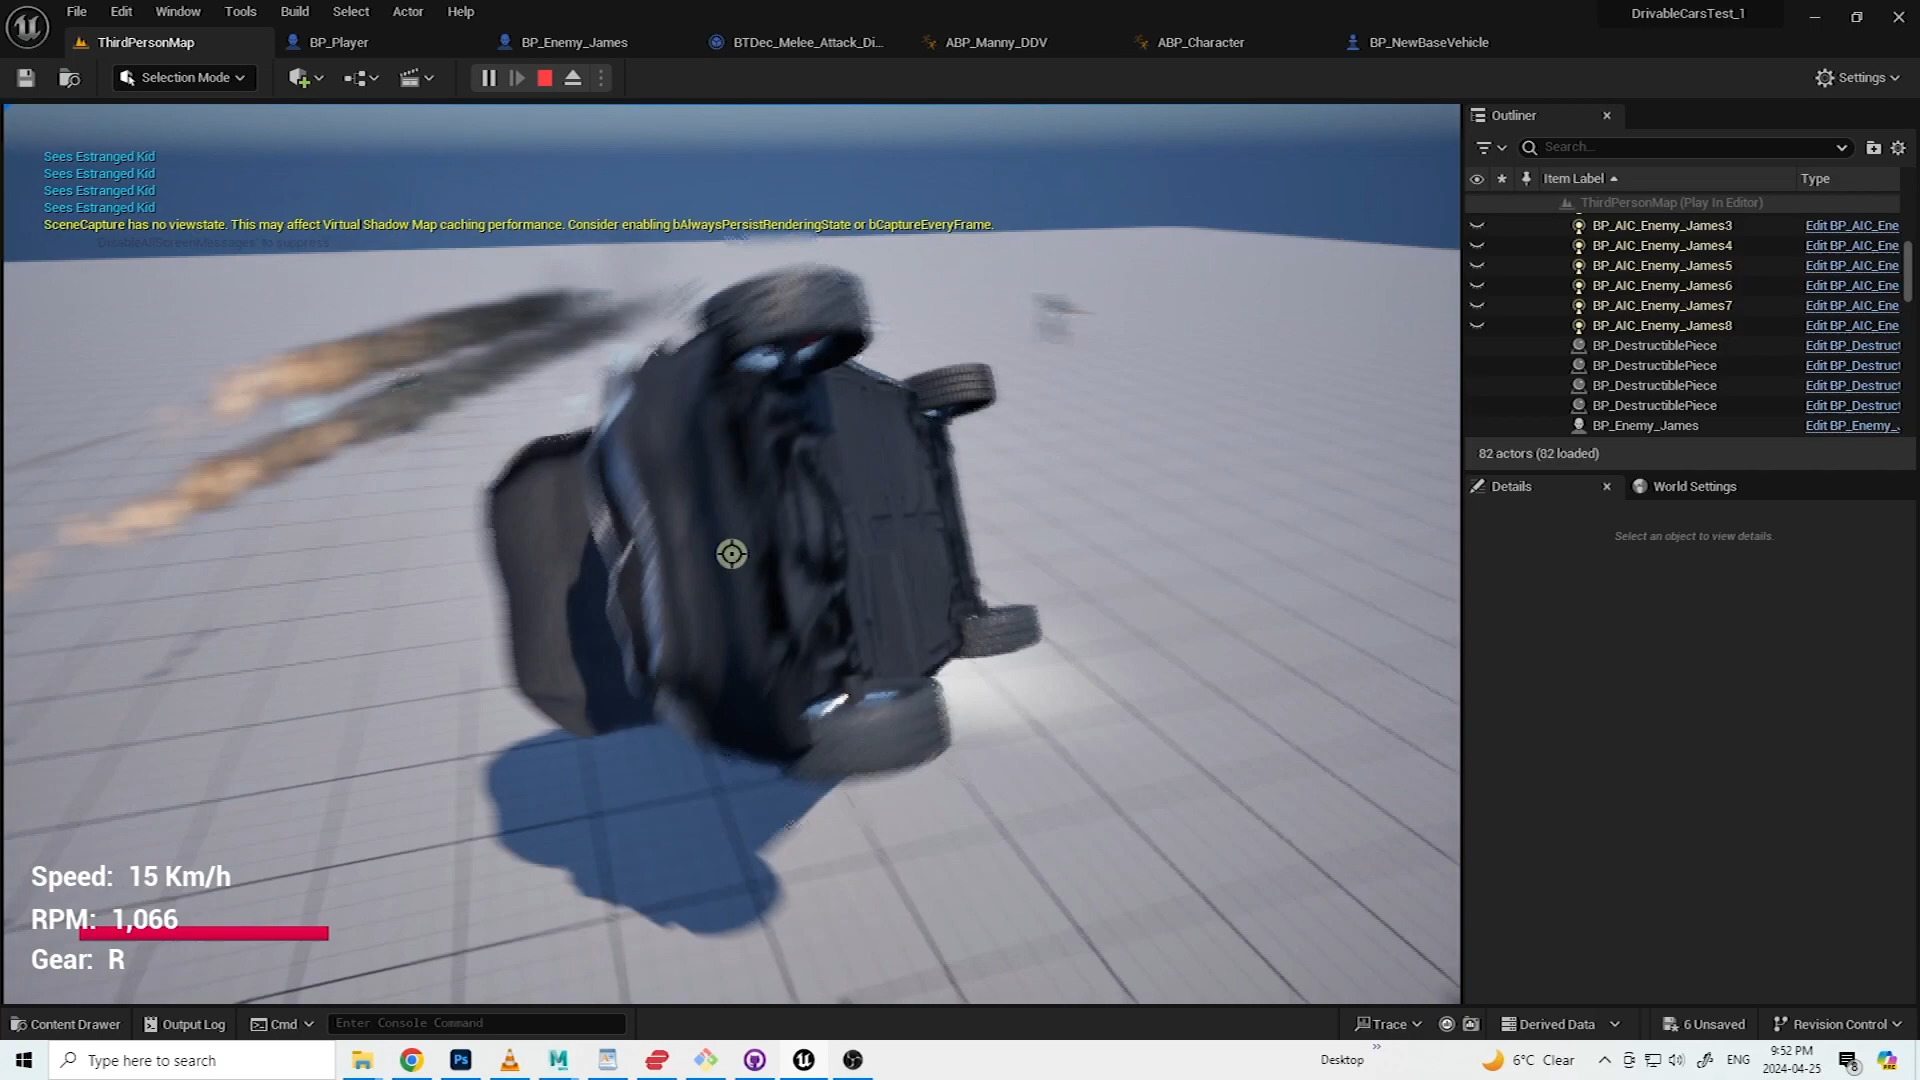 File Edit Window Tools Build Select Actor Help
DrivableCarsTest_1
ThirdPersonMap
BP_Player
BP_Enemy_James
BTDec_Melee_Attack_Di...
ABP_Manny_DDV
ABP_Character
BP_NewBaseVehicle
Selection Mode
Settings
Sees Estranged Kid
Sees Estranged Kid
Sees Estranged Kid
Sees Estranged Kid
SceneCapture has no viewstate. This may affect Virtual Shadow Map caching performance. Consider enabling bAlwaysPersistRenderingState or bCaptureEveryFrame.
'DisableAllScreenMessages' to suppress
Speed: 15 Km/h
RPM: 1,066
Gear: R
Outliner
Search...
Item Label Type
ThirdPersonMap (Play In Editor)
BP_AIC_Enemy_James3 Edit BP_AIC_Ene
BP_AIC_Enemy_James4 Edit BP_AIC_Ene
BP_AIC_Enemy_James5 Edit BP_AIC_Ene
BP_AIC_Enemy_James6 Edit BP_AIC_Ene
BP_AIC_Enemy_James7 Edit BP_AIC_Ene
BP_AIC_Enemy_James8 Edit BP_AIC_Ene
BP_DestructiblePiece Edit BP_Destruct
BP_DestructiblePiece Edit BP_Destruct
BP_DestructiblePiece Edit BP_Destruct
BP_DestructiblePiece Edit BP_Destruct
BP_Enemy_James Edit BP_Enemy_
82 actors (82 loaded)
Details
World Settings
Select an object to view details.
Content Drawer
Output Log
Cmd
Enter Console Command
Trace
Derived Data
6 Unsaved
Revision Control
Type here to search
Ps
Desktop
6°C Clear
ENG
9:52 PM
2024-04-25
8